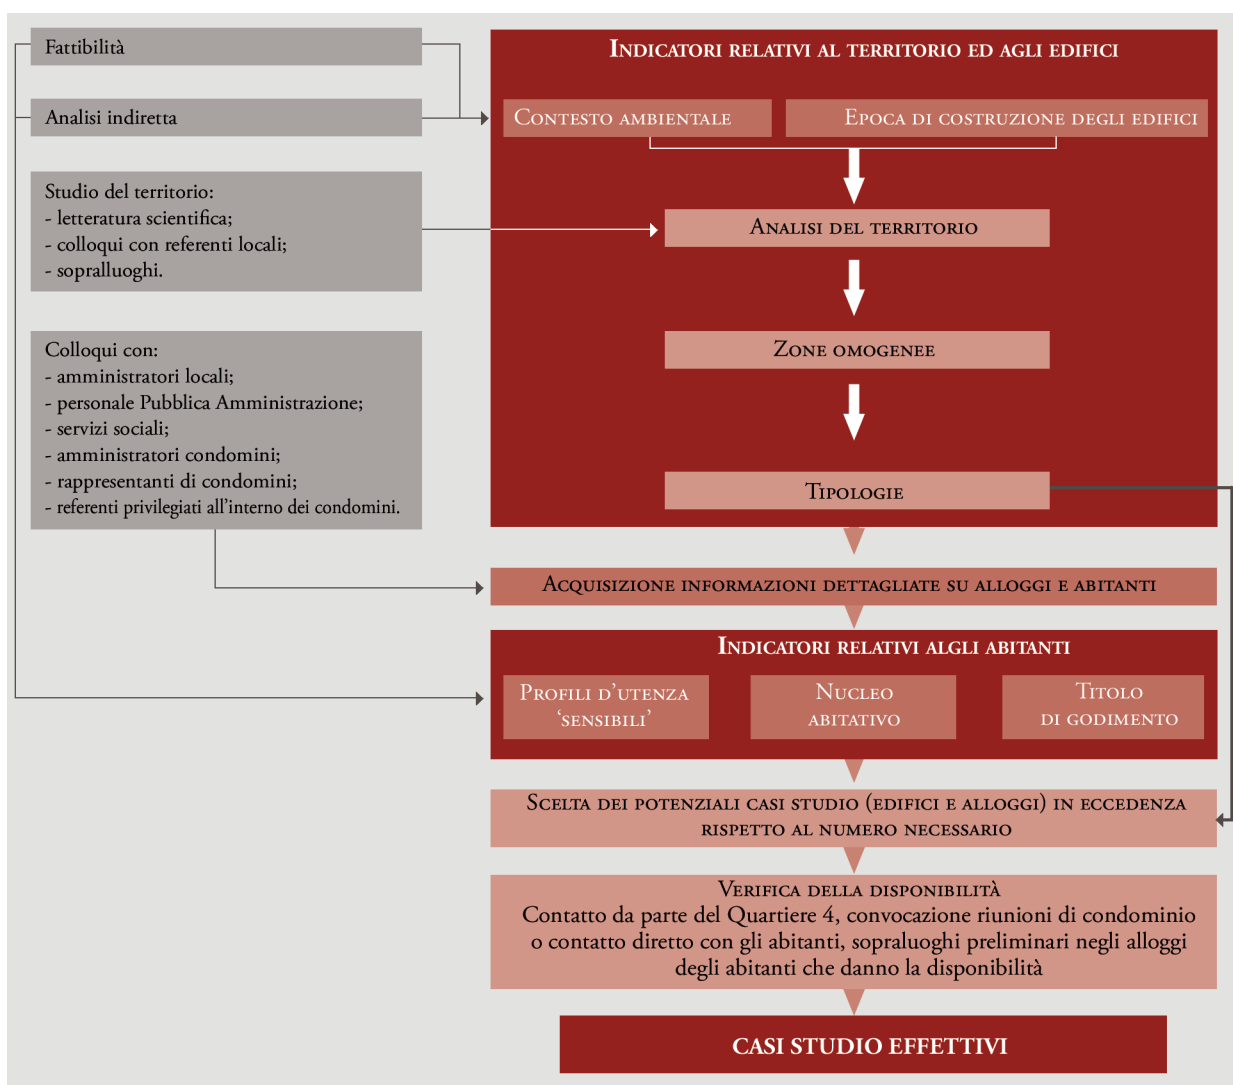 Fattibilità
Analisi indiretta
Studio del territorio:
- letteratura scientifica;
- colloqui con referenti locali;
- sopralluoghi.
Colloqui con:
- amministratori locali;
- personale Pubblica Amministrazione;
- servizi sociali;
- amministratori condomini;
- rappresentanti di condomini;
- referenti privilegiati all'interno dei condomini.
Indicatori relativi al territorio ed agli edifici
Contesto ambientale
Epoca di costruzione degli edifici
Analisi del territorio
Zone omogenee
Tipologie
Acquisizione informazioni dettagliate su alloggi e abitanti
Indicatori relativi algli abitanti
Profili d'utenza
'sensibili'
Nucleo
abitativo
Titolo
di godimento
Scelta dei potenziali casi studio (edifici e alloggi) in eccedenza
rispetto al numero necessario
Verifica della disponibilità
Contatto da parte del Quartiere 4, convocazione riunioni di condominio
o contatto diretto con gli abitanti, sopraluoghi preliminari negli alloggi
degli abitanti che danno la disponibilità
CASI STUDIO EFFETTIVI